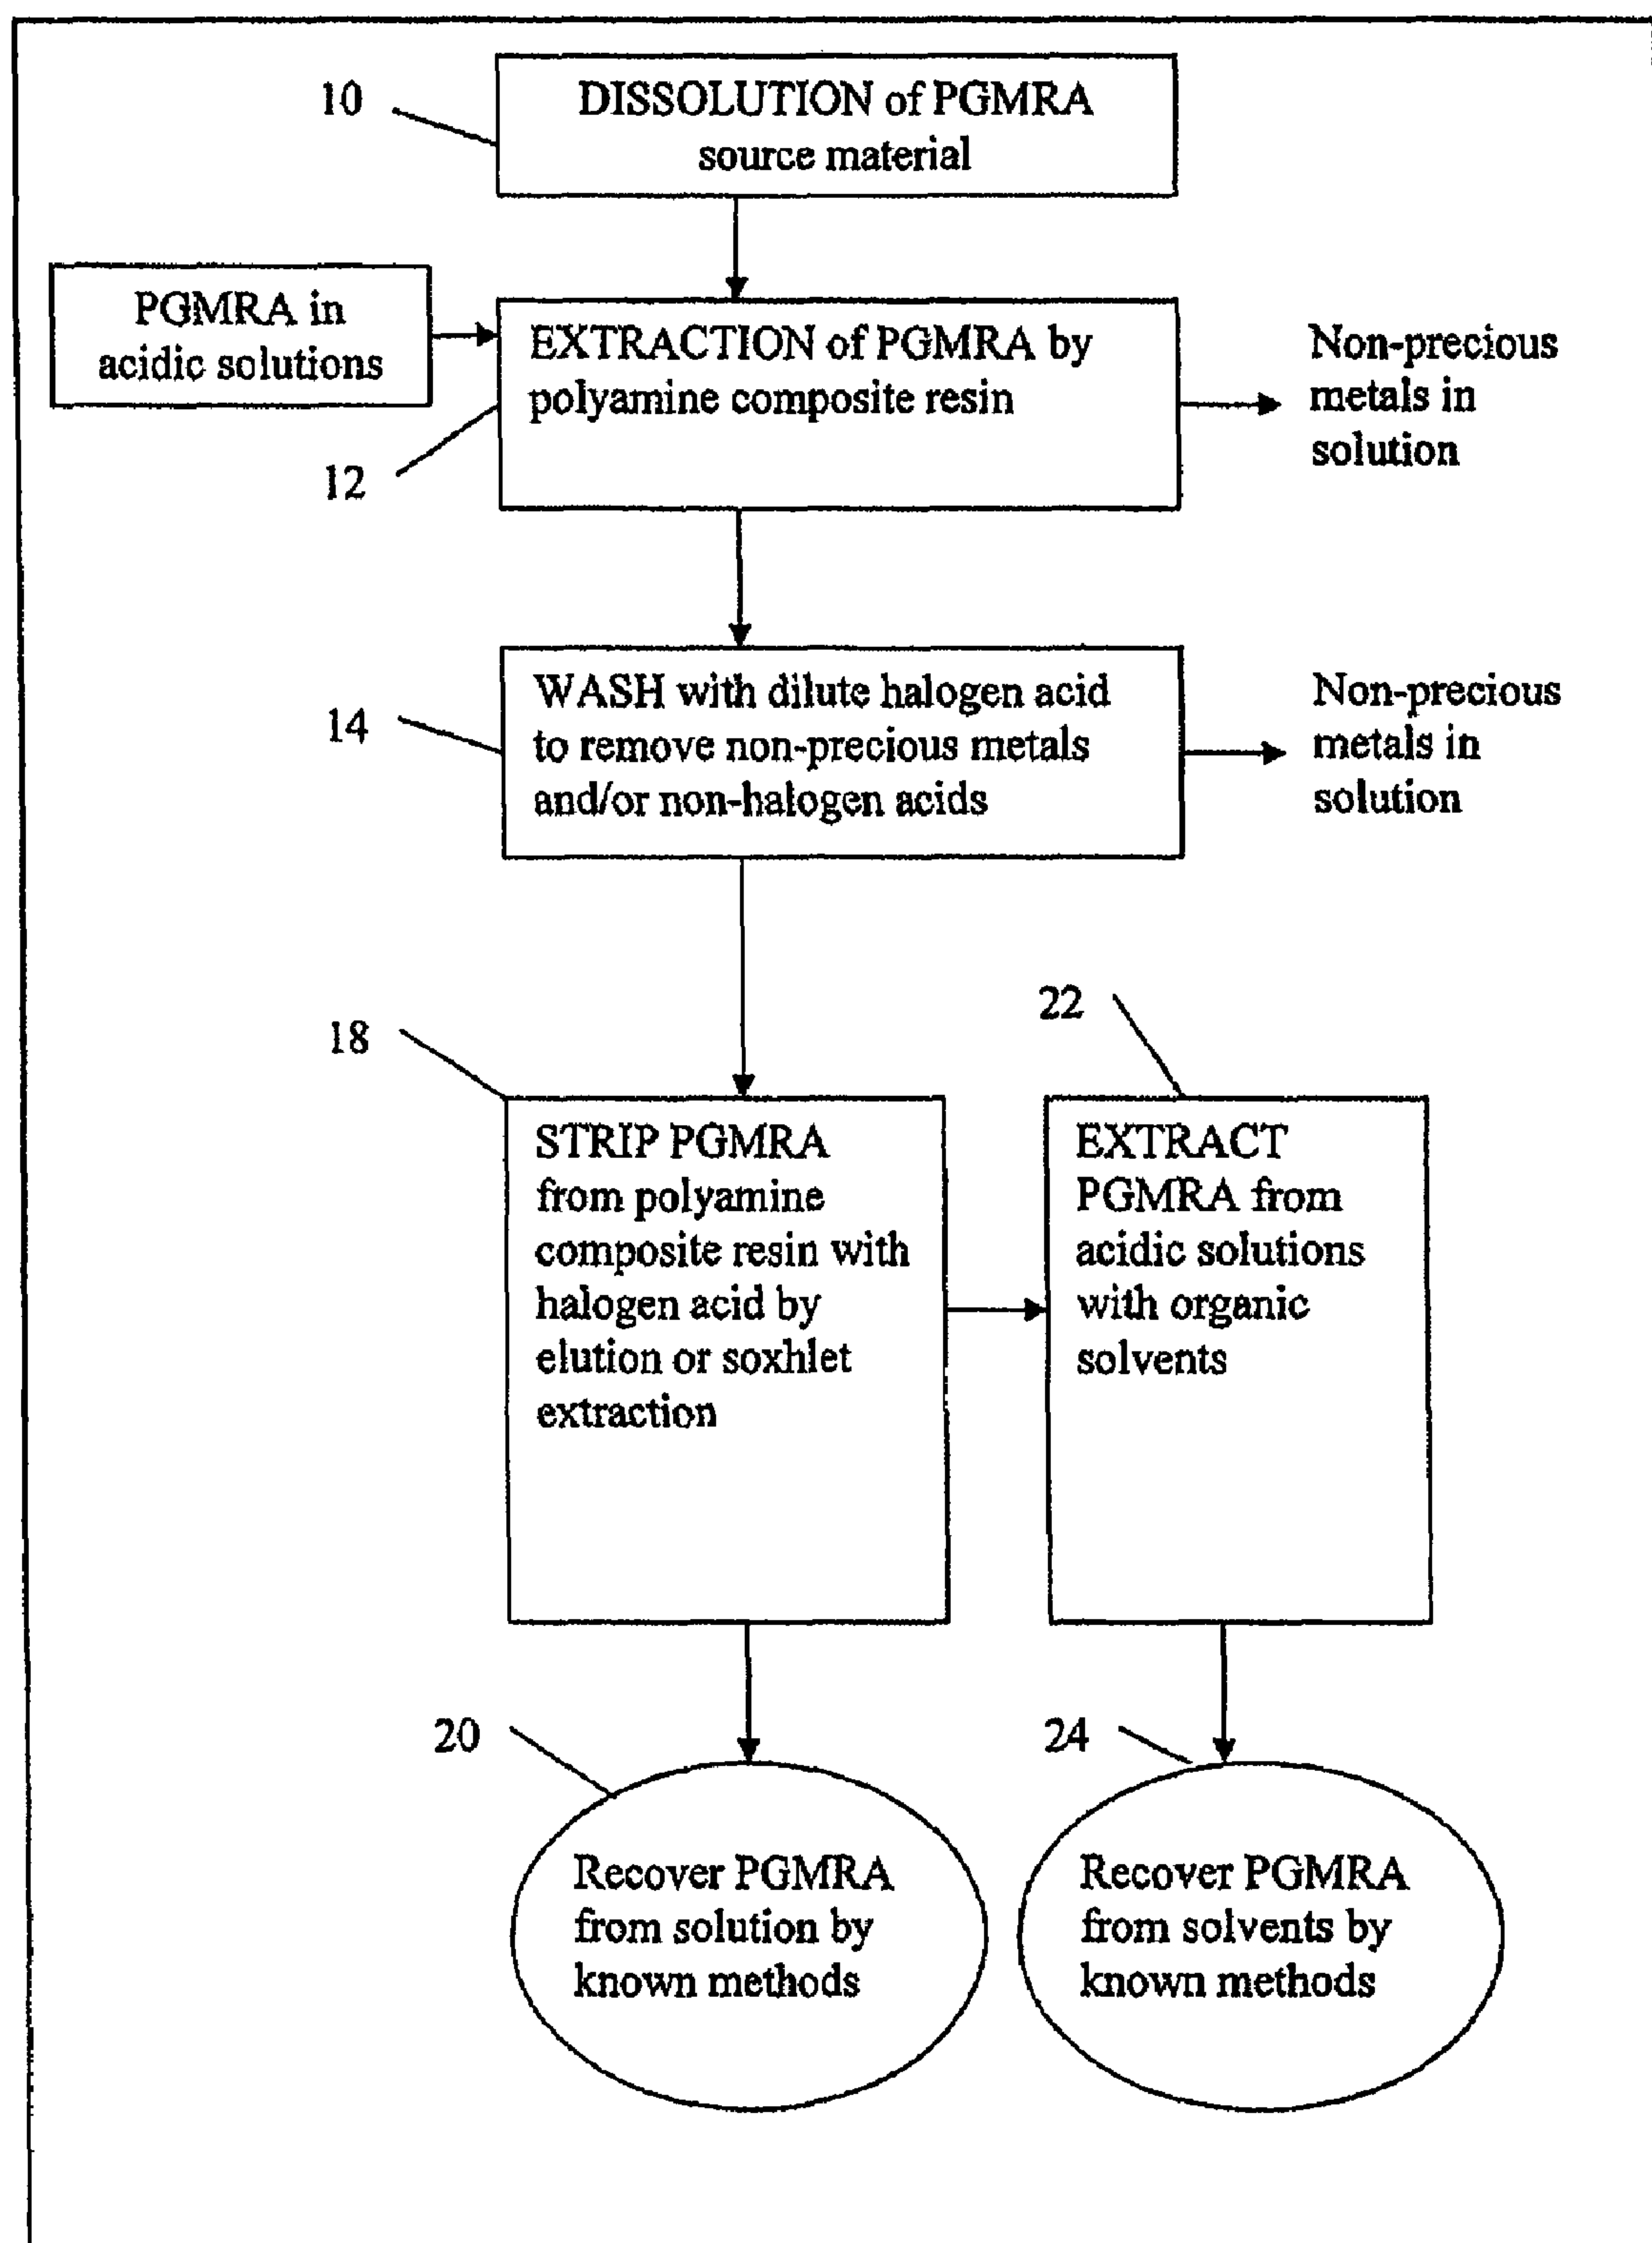 10
DISSOLUTION of PGMRA
source material
PGMRA in
acidic solutions
EXTRACTION of PGMRA by
polyamine composite resin
12
Non-precious
metals in
solution
14
WASH with dilute halogen acid
to remove non-precious metals
and/or non-halogen acids
Non-precious
metals in
solution
18
STRIP PGMRA
from polyamine
composite resin with
halogen acid by
elution or soxhlet
extraction
22
EXTRACT
PGMRA from
acidic solutions
with organic
solvents
20
Recover PGMRA
from solution by
known methods
24
Recover PGMRA
from solvents by
known methods